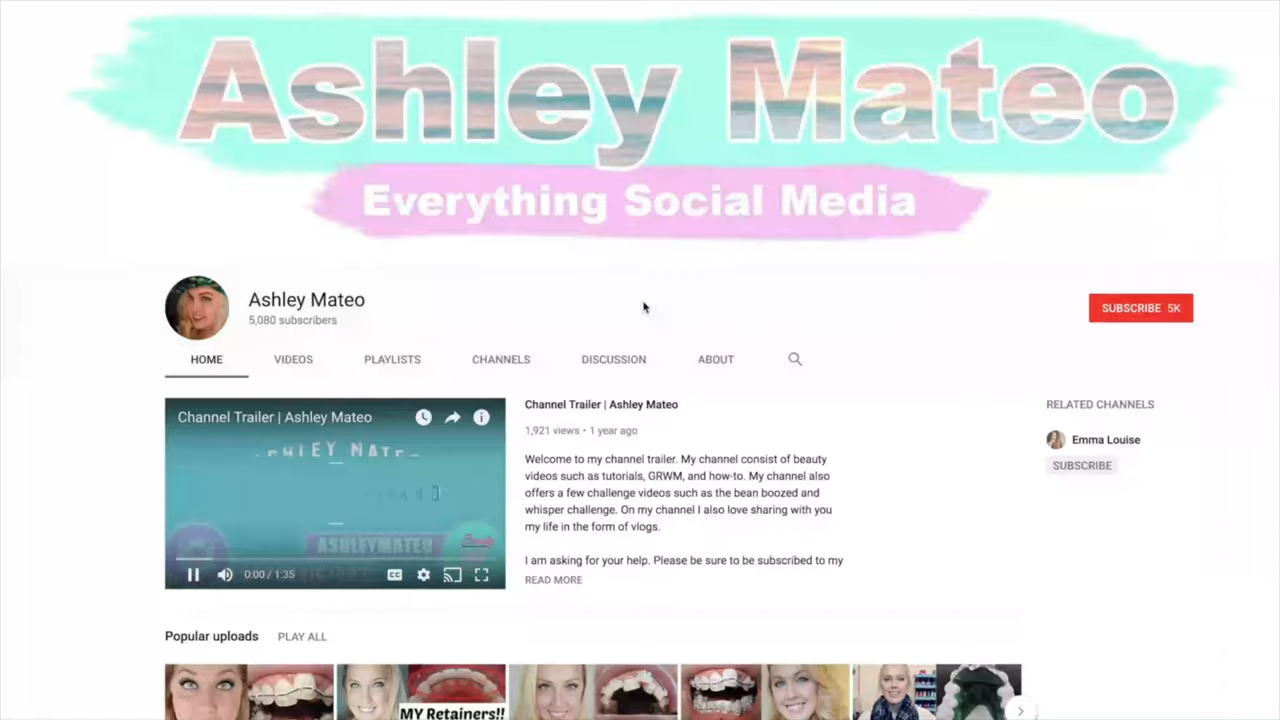 Ashley Mateo
Everything Social Media
Ashley Mateo
5,080 subscribers
SUBSCRIBE 5K
HOME VIDEOS PLAYLISTS CHANNELS DISCUSSION ABOUT
Channel Trailer | Ashley Mateo
ASHLEYMATEO
0:00 / 1:35
CC
Channel Trailer | Ashley Mateo
1,921 views • 1 year ago
Welcome to my channel trailer. My channel consist of beauty
videos such as tutorials, GRWM, and how-to. My channel also
offers a few challenge videos such as the bean boozed and
whisper challenge. On my channel I also love sharing with you
my life in the form of vlogs.
I am asking for your help. Please be sure to be subscribed to my
READ MORE
RELATED CHANNELS
Emma Louise
SUBSCRIBE
Popular uploads PLAY ALL
MY Retainers!!